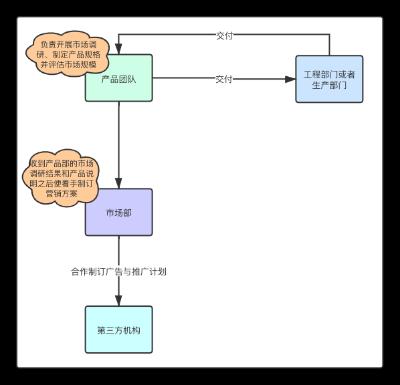 交付
负责开展市场调
研、制定产品规格
并评估市场规模
产品团队
交付
工程部门或者
生产部门
收到产品部的市场
调研结果和产品说
明之后便着手制订
营销方案
市场部
合作制订广告与推广计划
第三方机构